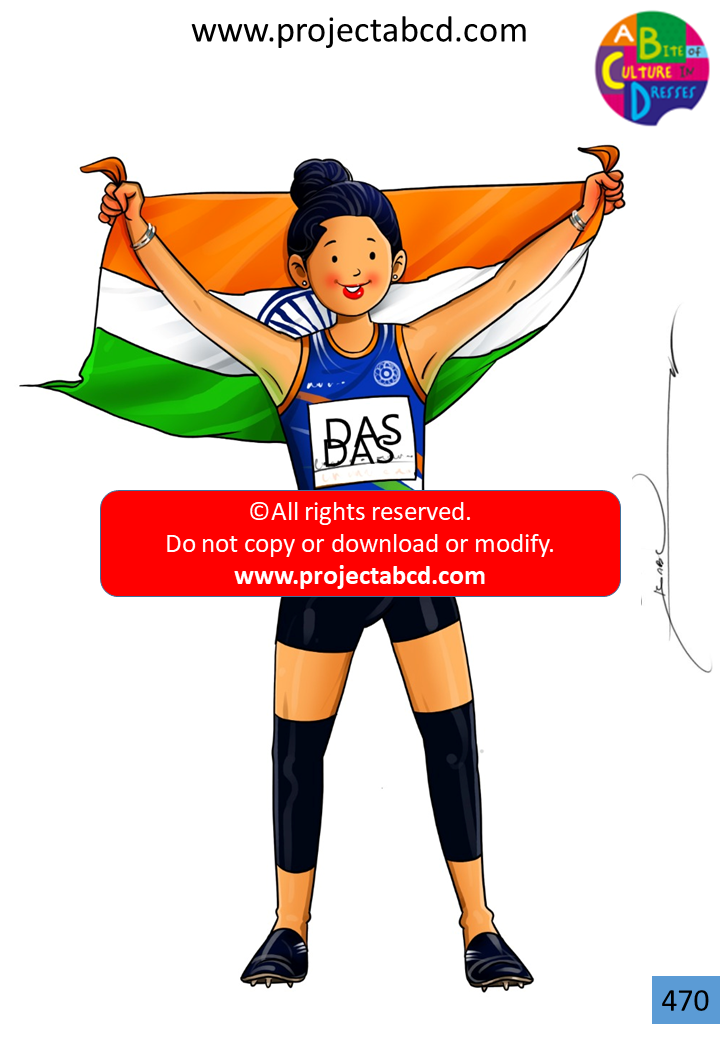 www.projectabcd.com
A BITE OF
CULTURE IN
DRESSES
DAS
DAS
©All rights reserved.
Do not copy or download or modify.
www.projectabcd.com
470